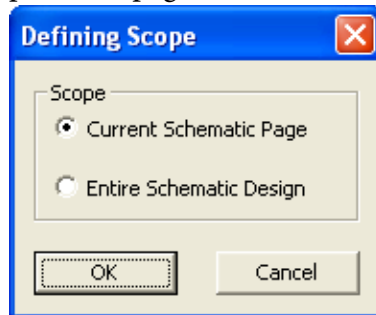 Defining Scope
Scope
Current Schematic Page
Entire Schematic Design
OK
Cancel